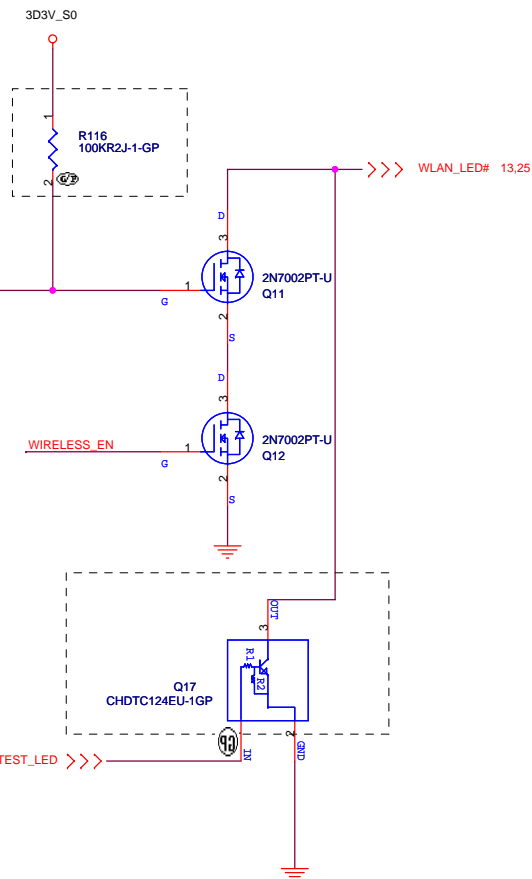 3D3V_S0
1
R116
100KR2J-1-GP
2
G/P
WLAN_LED# 13,25
D
3
2N7002PT-U
1
Q11
G
2
S
D
3
2N7002PT-U
WIRELESS_EN
1
Q12
G
2
S
OUT
3
R1
R2
Q17
CHDTC124EU-1GP
GP
2
IN
GND
TEST_LED